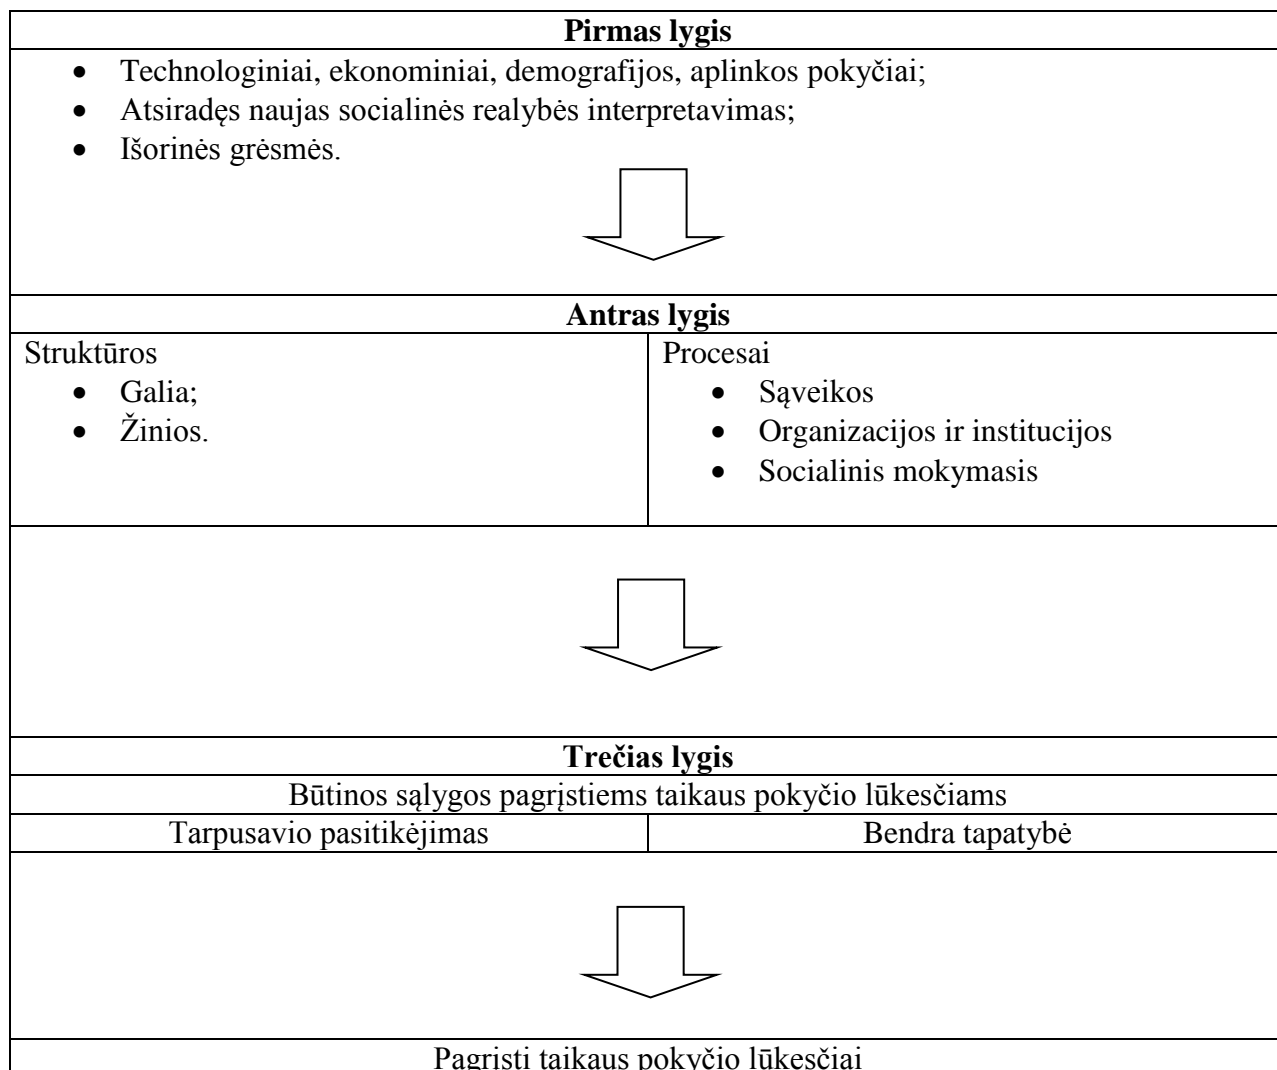 Pirmas lygis
• Technologiniai, ekonominiai, demografijos, aplinkos pokyčiai;
• Atsiradęs naujas socialinės realybės interpretavimas;
• Išorinės grėsmės.
Antras lygis
Struktūros
• Galia;
• Žinios.
Procesai
• Sąveikos
• Organizacijos ir institucijos
• Socialinis mokymasis
Trečias lygis
Būtinos sąlygos pagrįstiems taikaus pokyčio lūkesčiams
Tarpusavio pasitikėjimas
Bendra tapatybė
Pagrįsti taikaus pokyčio lūkesčiai